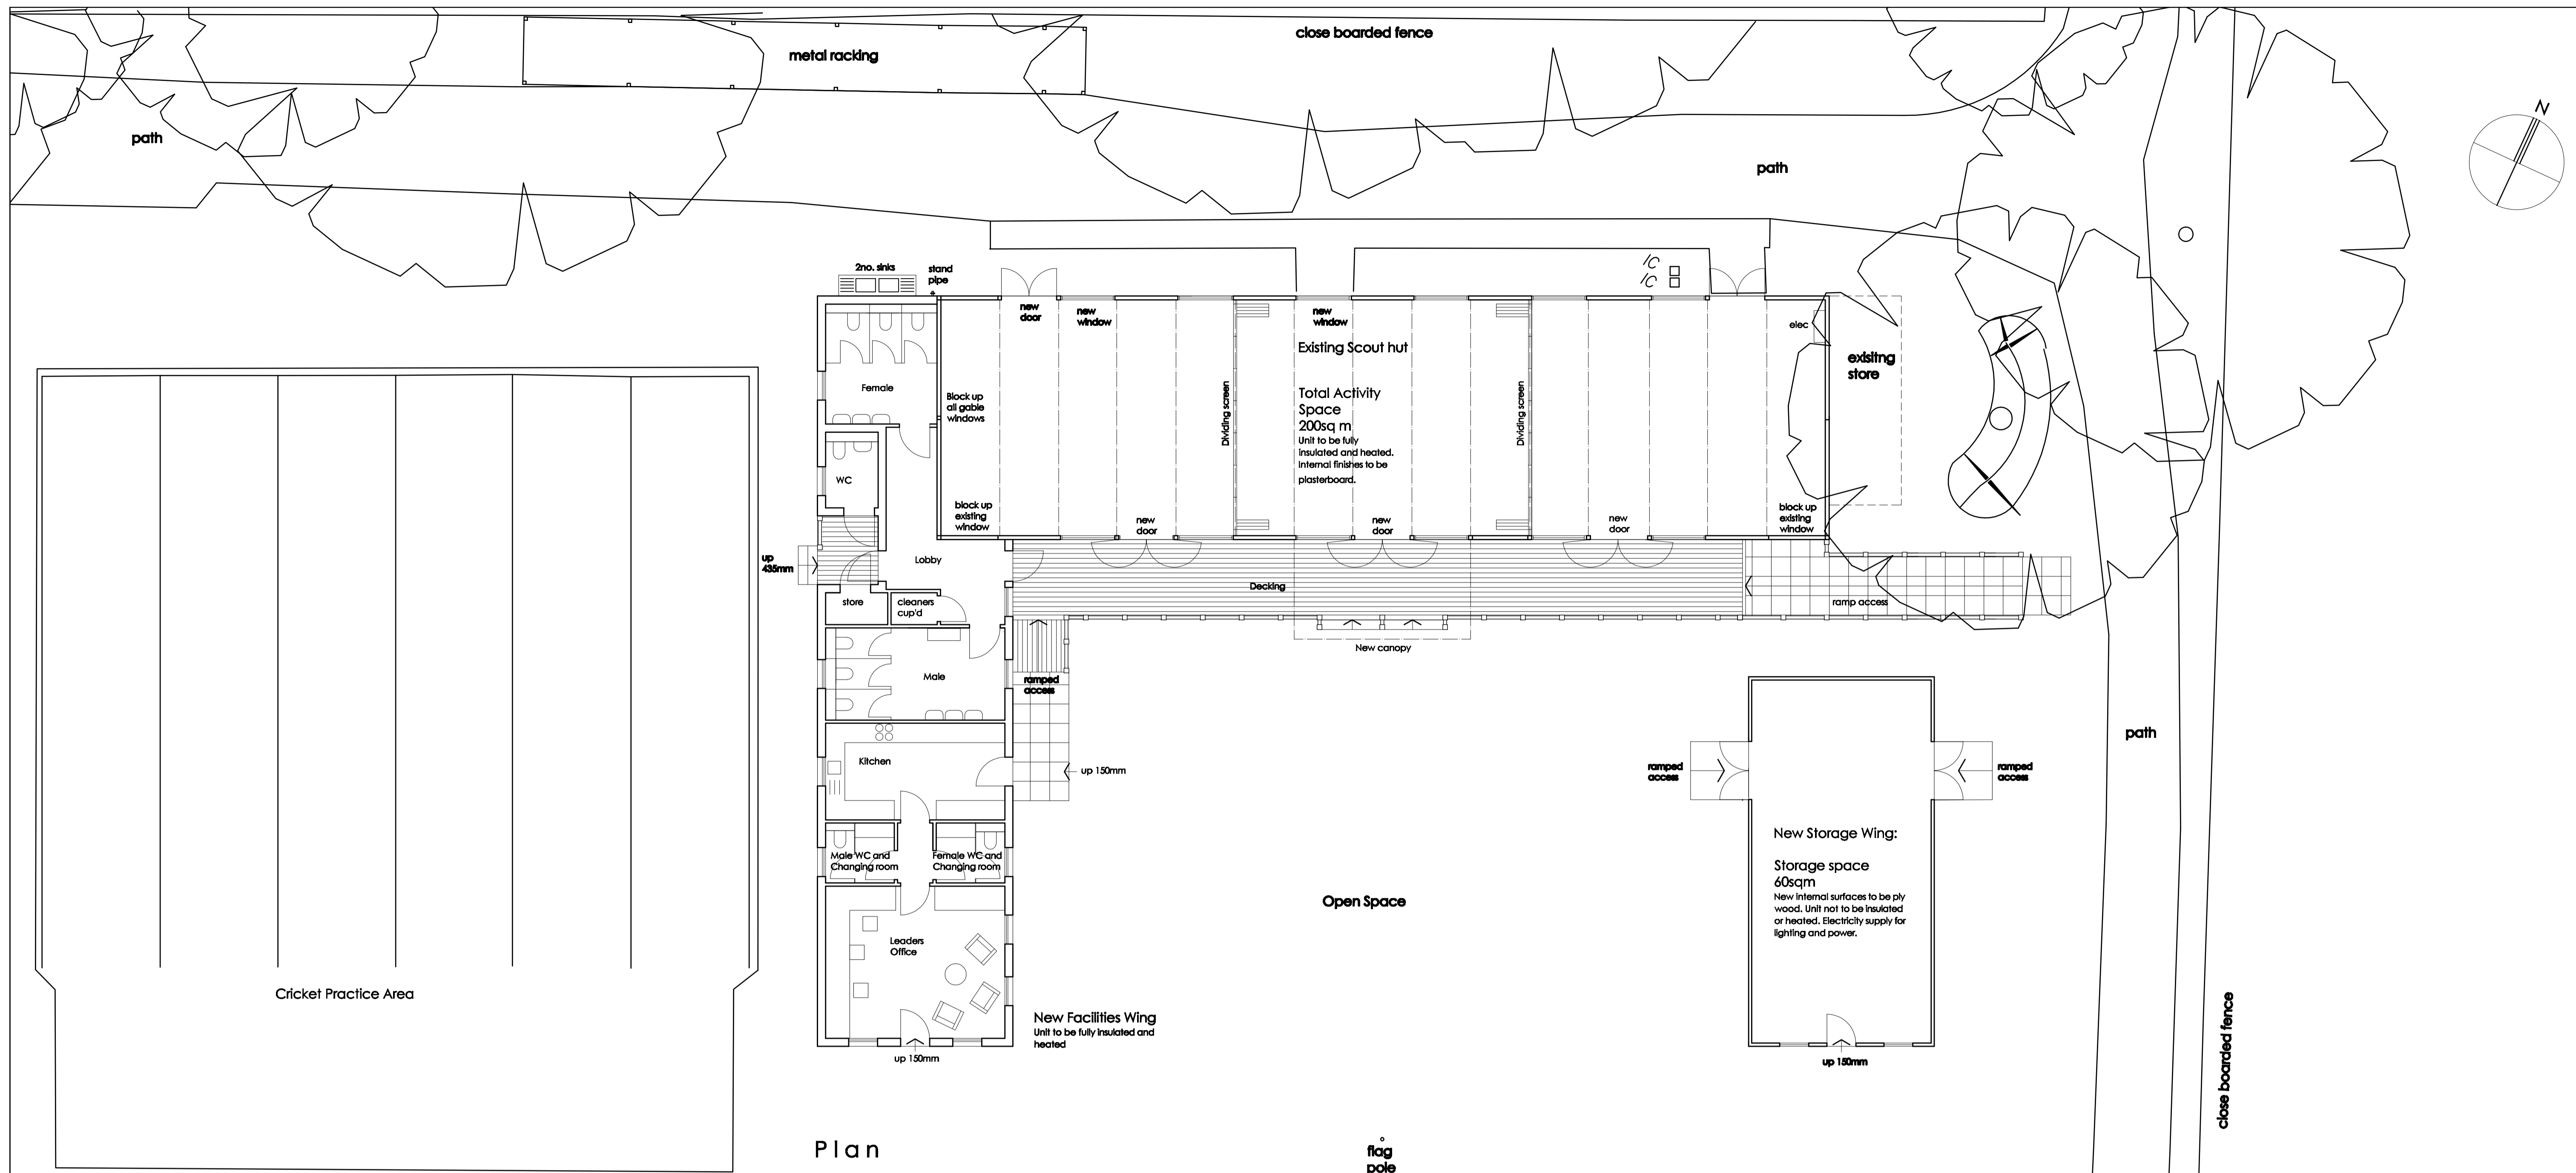 close boarded fence
metal racking
N
path
path
2no. sinks
stand
pipe
IC
IC
new
door
new
window
new
window
elec
Existing Scout hut
exisitng
store
Female
Block up
all gable
windows
Dividing screen
Total Activity
Space
200sq m
Unit to be fully
insulated and heated.
Internal finishes to be
plasterboard.
Dividing screen
WC
block up
existing
window
new
door
new
door
new
door
block up
existing
window
up
435mm
Lobby
Decking
store
cleaners
cup'd
ramp access
New canopy
Male
ramped
access
path
Kitchen
up 150mm
ramped
access
ramped
access
New Storage Wing:
Storage space
60sqm
New internal surfaces to be ply
wood. Unit not to be insulated
or heated. Electricity supply for
lighting and power.
Male WC and
Changing room
Female WC and
Changing room
Open Space
Leaders
Office
Cricket Practice Area
New Facilities Wing
Unit to be fully insulated and
heated
up 150mm
up 150mm
close boarded fence
Plan
flag
pole